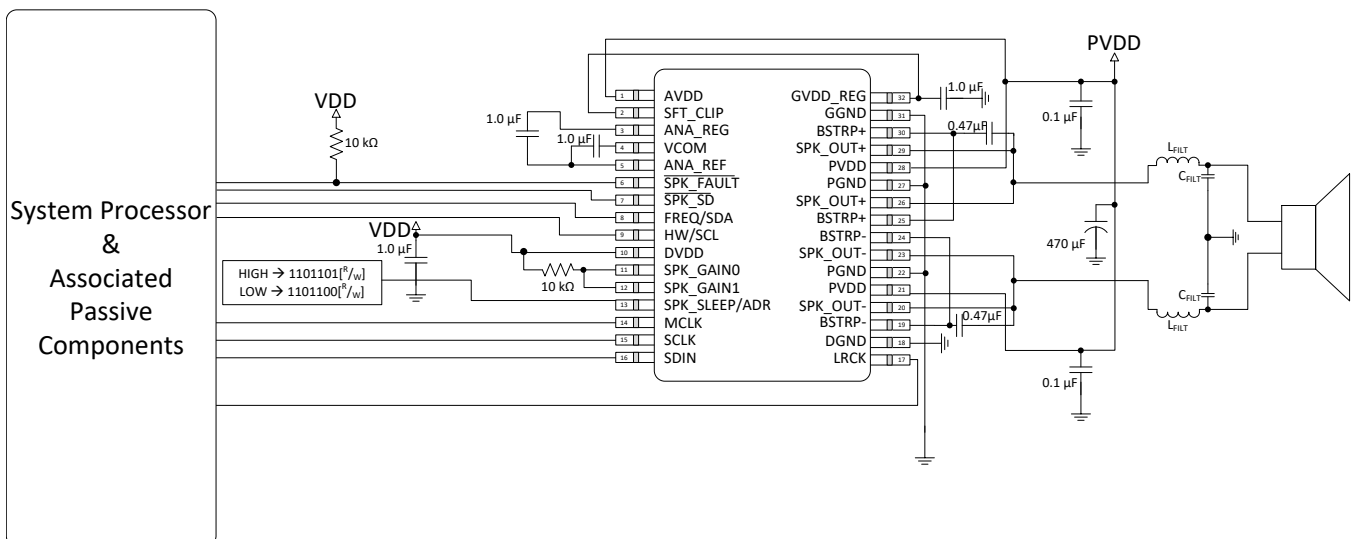 System Processor
&
Associated
Passive
Components
VDD
10 kΩ
VDD
1.0 µF
HIGH → 1101101[R/W]
LOW → 1101100[R/W]
10 kΩ
1.0 µF
1.0 µF
1 AVDD
2 SFT_CLIP
3 ANA_REG
4 VCOM
5 ANA_REF
6 SPK_FAULT
7 SPK_SD
8 FREQ/SDA
9 HW/SCL
10 DVDD
11 SPK_GAIN0
12 SPK_GAIN1
13 SPK_SLEEP/ADR
14 MCLK
15 SCLK
16 SDIN
GVDD_REG 32
GGND 31
BSTRP+ 30
SPK_OUT+ 29
PVDD 28
PGND 27
SPK_OUT+ 26
BSTRP+ 25
BSTRP- 24
SPK_OUT- 23
PGND 22
PVDD 21
SPK_OUT- 20
BSTRP- 19
DGND 18
LRCK 17
1.0 µF
0.47µF
0.47µF
PVDD
0.1 µF
470 µF
0.1 µF
LFILT
CFILT
CFILT
LFILT